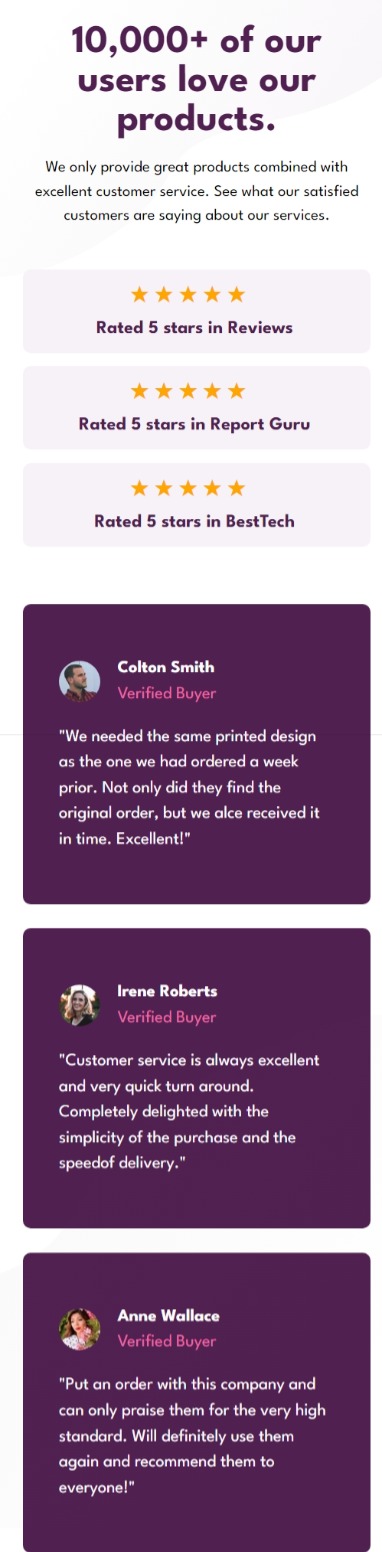 10,000+ of our
users love our
products.
We only provide great products combined with
excellent customer service. See what our satisfied
customers are saying about our services.
Rated 5 stars in Reviews
Rated 5 stars in Report Guru
Rated 5 stars in BestTech
Colton Smith
Verified Buyer
"We needed the same printed design
as the one we had ordered a week
prior. Not only did they find the
original order, but we alce received it
in time. Excellent!"
Irene Roberts
Verified Buyer
"Customer service is always excellent
and very quick turn around.
Completely delighted with the
simplicity of the purchase and the
speedof delivery."
Anne Wallace
Verified Buyer
"Put an order with this company and
can only praise them for the very high
standard. Will definitely use them
again and recommend them to
everyone!"